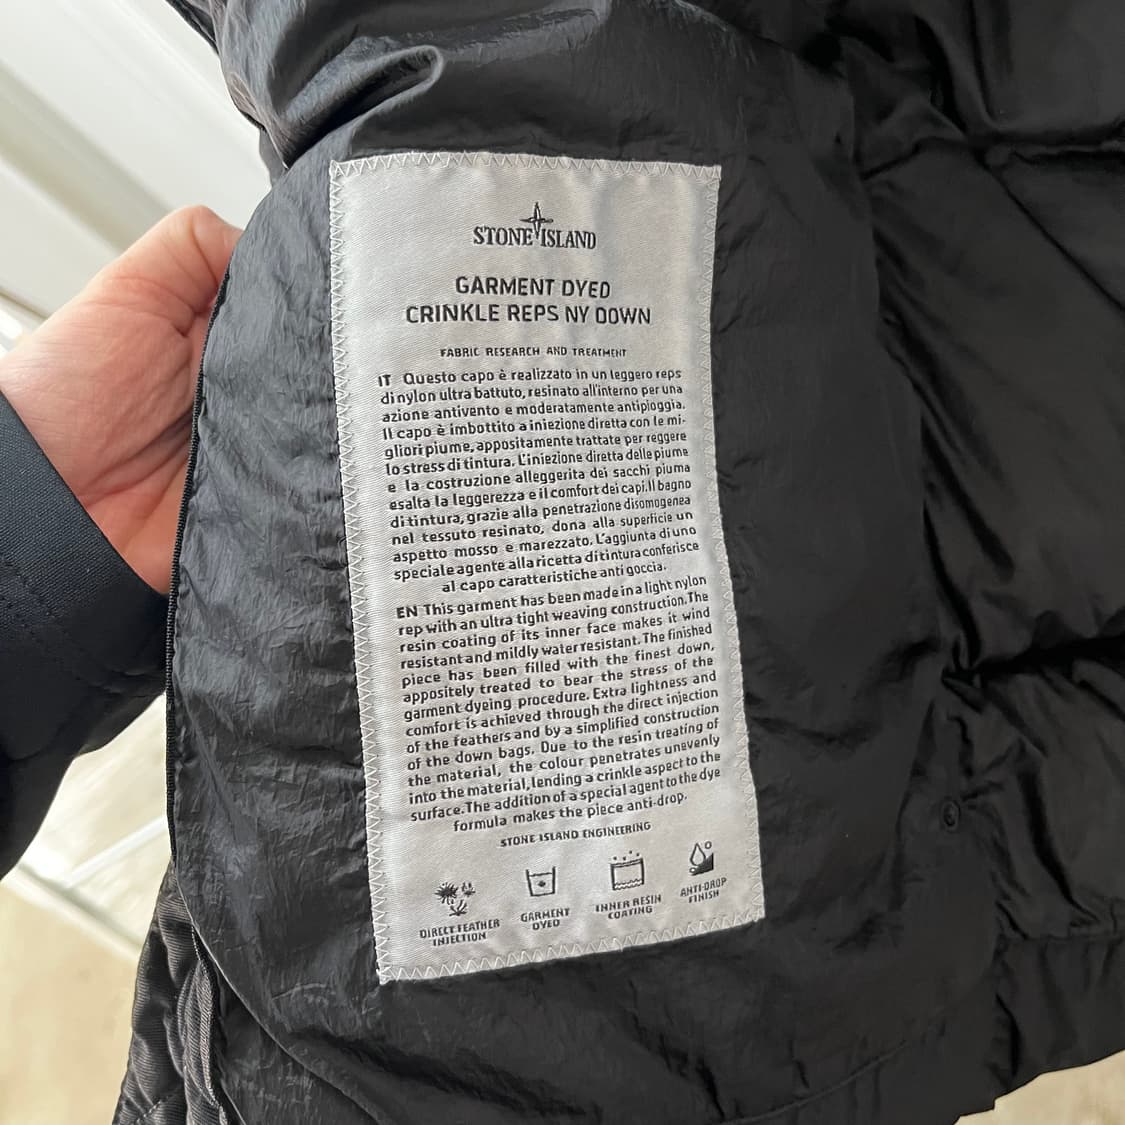 STONE ISLAND
GARMENT DYED
CRINKLE REPS NY DOWN
FABRIC RESEARCH AND TREATMENT
IT Questo capo è realizzato in un leggero reps
di nylon ultra battuto, resinato all'interno per una
azione antivento e moderatamente antipioggia.
Il capo è imbottito a iniezione diretta con le mi-
gliori piume, appositamente trattate per reggere
lo stress di tintura. L'iniezione diretta delle piume
e la costruzione alleggerita dei sacchi piuma
esalta la leggerezza e il comfort dei capi. Il bagno
di tintura, grazie alla penetrazione disomogenea
nel tessuto resinato, dona alla superficie un
aspetto mosso e marezzato. L'aggiunta di uno
speciale agente alla ricetta di tintura conferisce
al capo caratteristiche anti goccia.
EN This garment has been made in a light nylon
rep with an ultra tight weaving construction. The
resin coating of its inner face makes it wind
resistant and mildly water resistant. The finished
piece has been filled with the finest down,
appositely treated to bear the stress of the
garment dyeing procedure. Extra lightness and
comfort is achieved through the direct injection
of the feathers and by a simplified construction
of the down bags. Due to the resin treating of
the material, the colour penetrates unevenly
into the material, lending a crinkle aspect to the
surface. The addition of a special agent to the dye
formula makes the piece anti-drop.
STONE ISLAND ENGINEERING
DIRECT FEATHER
INJECTION
GARMENT
DYED
INNER RESIN
COATING
ANTI-DROP
FINISH